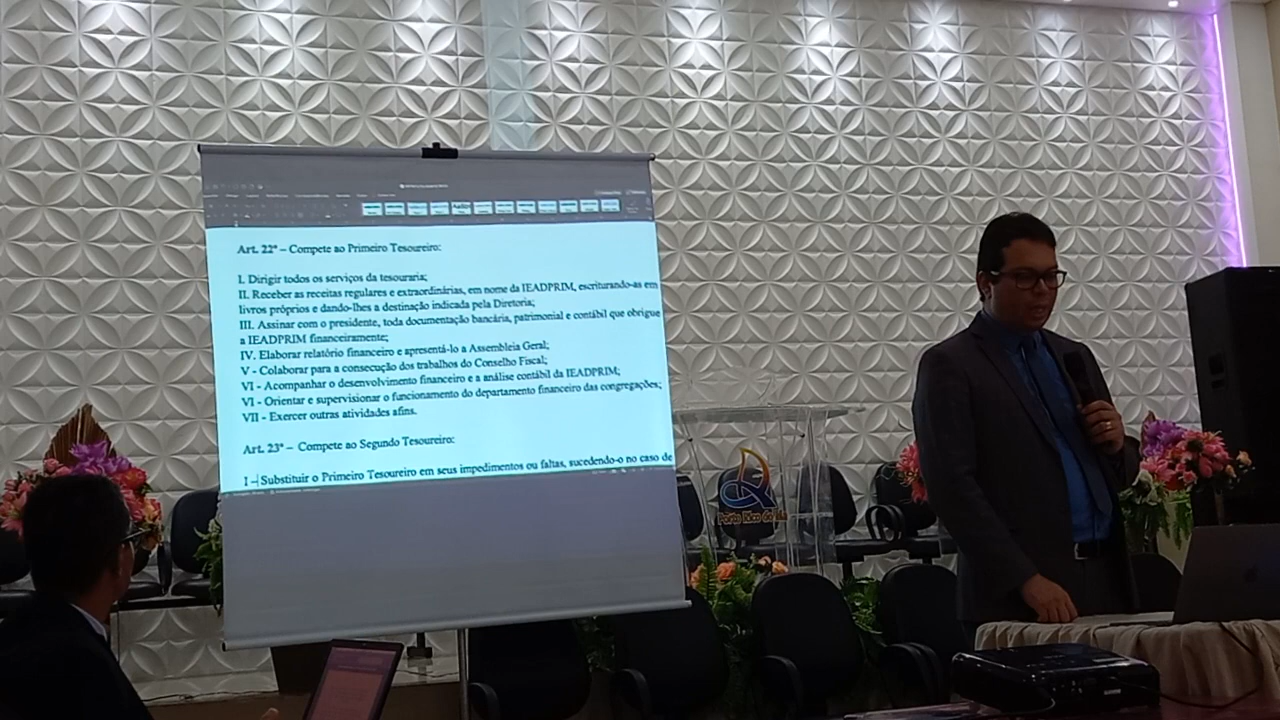 Art. 22º – Compete ao Primeiro Tesoureiro:
I. Dirigir todos os serviços da tesouraria;
II. Receber as receitas regulares e extraordinárias, em nome da IEADPRIM, escriturando-as em
livros próprios e dando-lhes a destinação indicada pela Diretoria;
III. Assinar com o presidente, toda documentação bancária, patrimonial e contábil que obrigue
a IEADPRIM financeiramente;
IV. Elaborar relatório financeiro e apresentá-lo a Assembleia Geral;
V - Colaborar para a consecução dos trabalhos do Conselho Fiscal;
VI - Acompanhar o desenvolvimento financeiro e a análise contábil da IEADPRIM;
VI - Orientar e supervisionar o funcionamento do departamento financeiro das congregações;
VII - Exercer outras atividades afins.
Art. 23º – Compete ao Segundo Tesoureiro:
I – Substituir o Primeiro Tesoureiro em seus impedimentos ou faltas, sucedendo-o no caso de
Porto Rico do